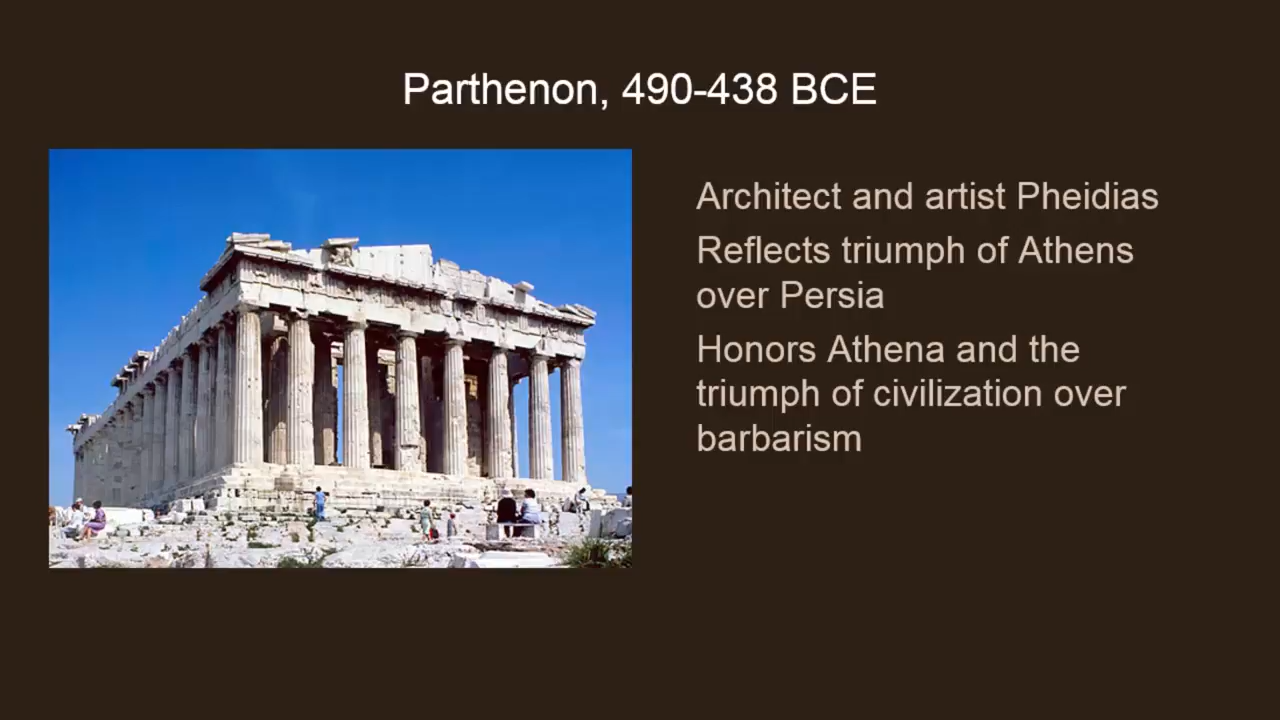 Parthenon, 490-438 BCE
Architect and artist Pheidias
Reflects triumph of Athens
over Persia
Honors Athena and the
triumph of civilization over
barbarism